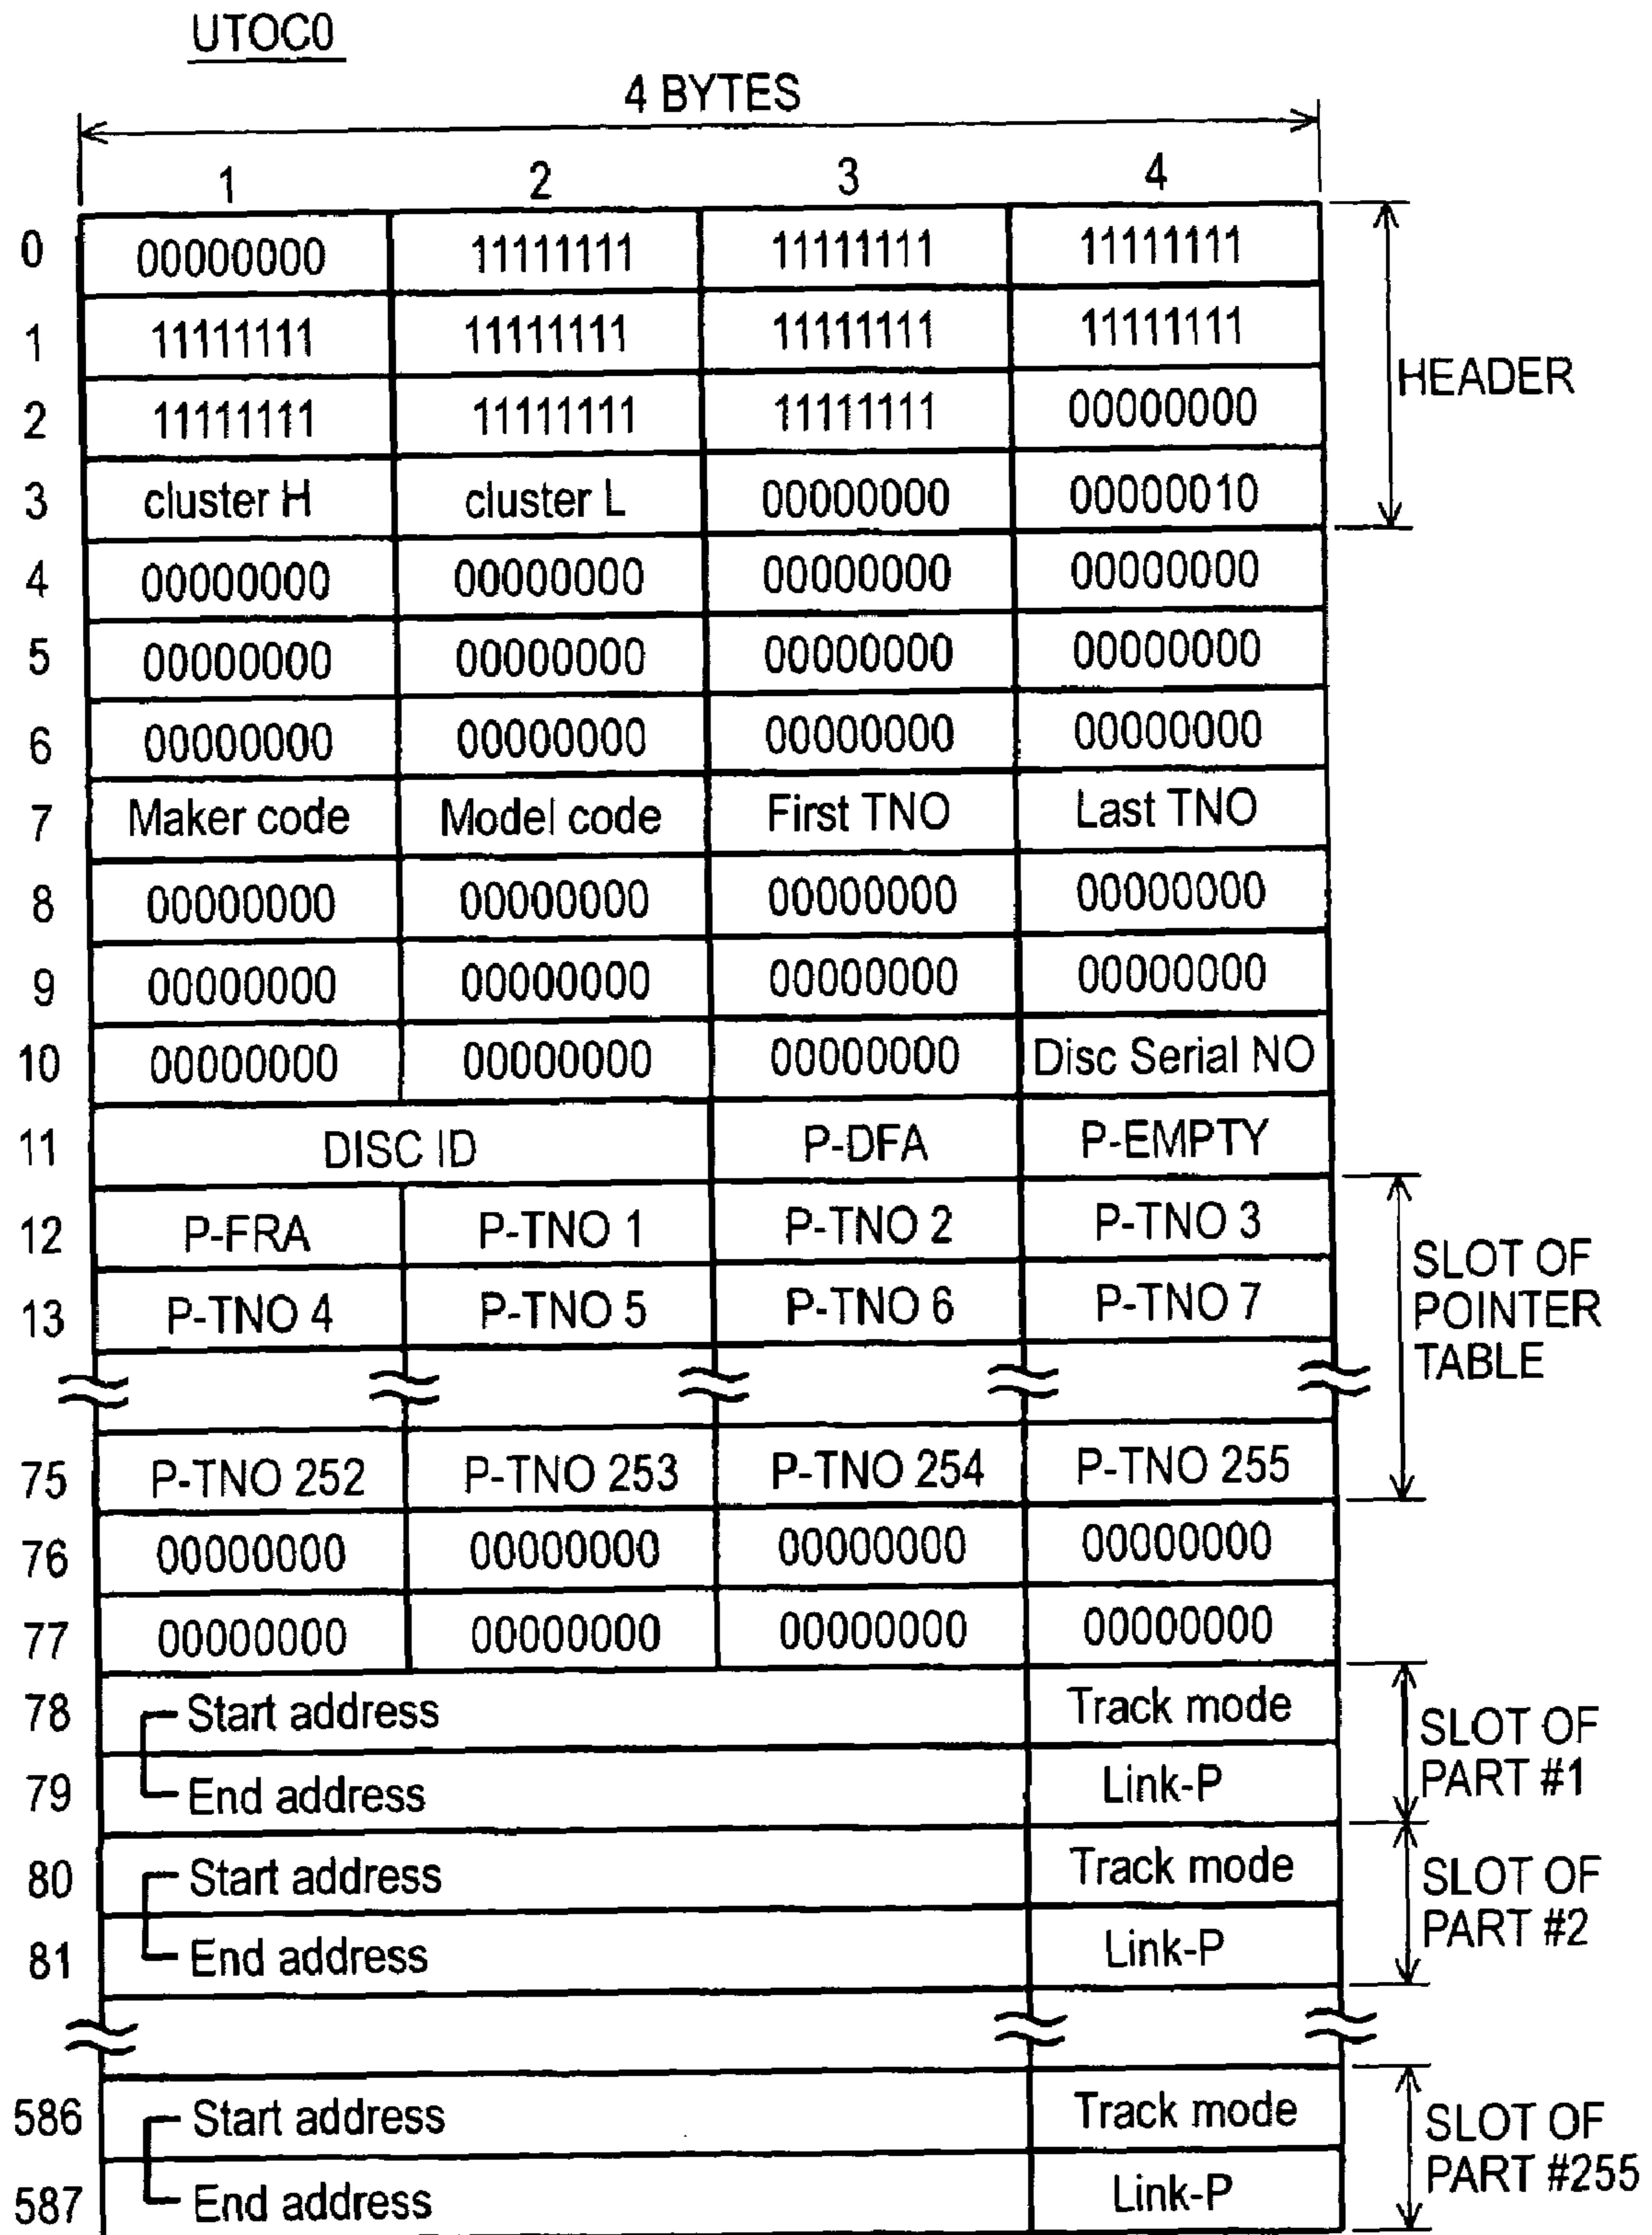 UTOC0
4 BYTES
1 2 3 4
0 00000000 11111111 11111111 11111111
1 11111111 11111111 11111111 11111111
HEADER
2 11111111 11111111 11111111 00000000
3 cluster H cluster L 00000000 00000010
4 00000000 00000000 00000000 00000000
5 00000000 00000000 00000000 00000000
6 00000000 00000000 00000000 00000000
7 Maker code Model code First TNO Last TNO
8 00000000 00000000 00000000 00000000
9 00000000 00000000 00000000 00000000
10 00000000 00000000 00000000 Disc Serial NO
11 DISC ID P-DFA P-EMPTY
12 P-FRA P-TNO 1 P-TNO 2 P-TNO 3
13 P-TNO 4 P-TNO 5 P-TNO 6 P-TNO 7
SLOT OF
POINTER
TABLE
75 P-TNO 252 P-TNO 253 P-TNO 254 P-TNO 255
76 00000000 00000000 00000000 00000000
77 00000000 00000000 00000000 00000000
78 Start address Track mode
79 End address Link-P
SLOT OF
PART #1
80 Start address Track mode
81 End address Link-P
SLOT OF
PART #2
586 Start address Track mode
587 End address Link-P
SLOT OF
PART #255